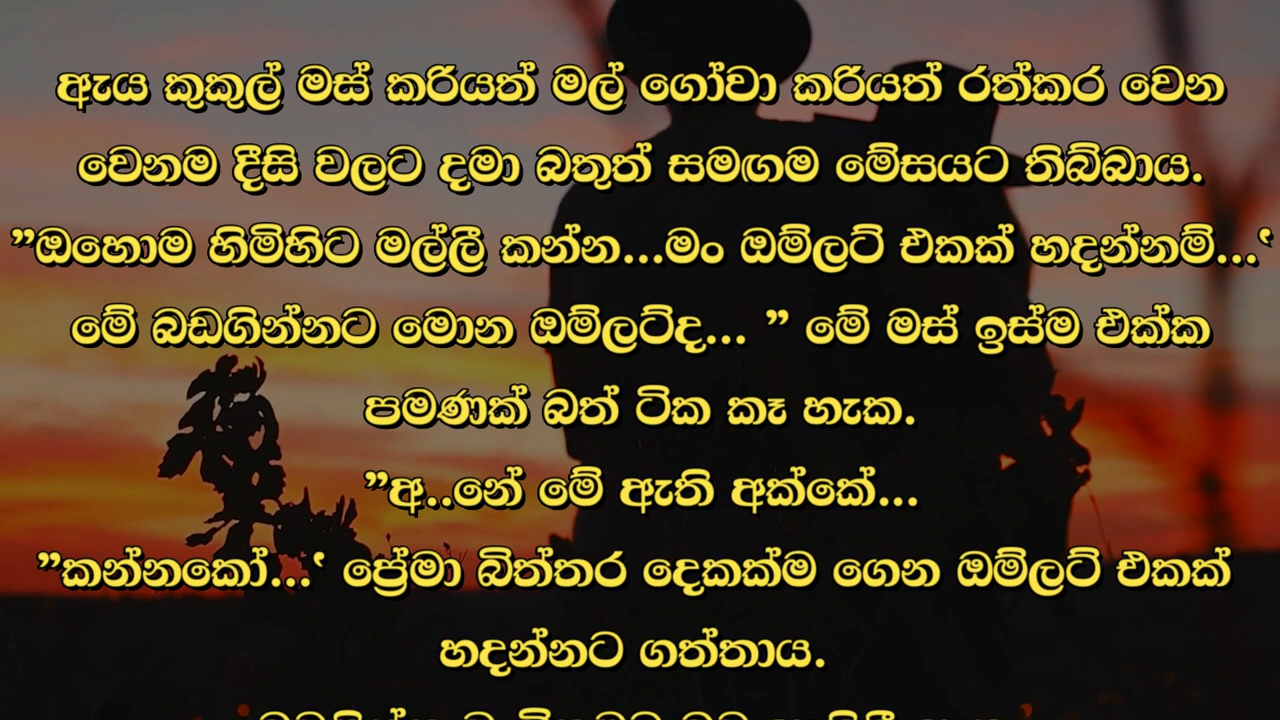 ඇය කුකුල් මස් කරියත් මල් ගෝවා කරියත් රත්කර වෙන
වෙනම දීසි වලට දමා බතුත් සමඟම මේසයට තිබ්බාය.
”ඔහොම හිමිහිට මල්ලී කන්න...මං ඔම්ලට් එකක් හදන්නම්...‛
මේ බඩගින්නට මොන ඔම්ලට්ද... ” මේ මස් ඉස්ම එක්ක
පමණක් බත් ටික කෑ හැක.
”අ..නේ මේ ඇති අක්කේ...
”කන්නකෝ...‛ ප්‍රේමා බිත්තර දෙකක්ම ගෙන ඔම්ලට් එකක්
හදන්නට ගත්තාය.